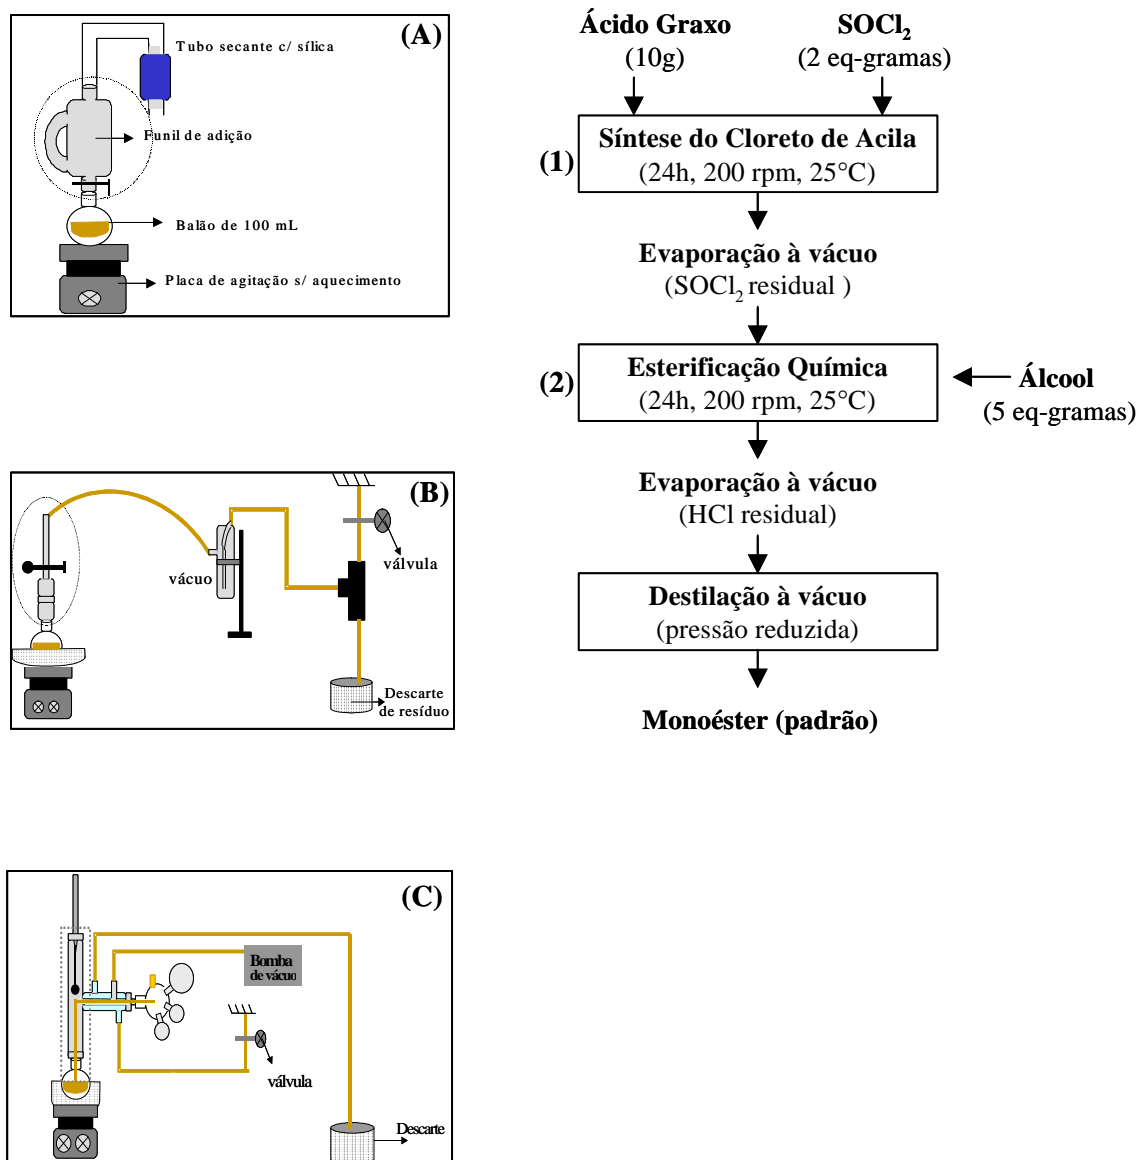 (A)
Tubo secante c/ sílica
Funil de adição
Balão de 100 mL
Placa de agitação s/ aquecimento
Ácido Graxo
(10g)
SOCl₂
(2 eq-gramas)
(1)
Síntese do Cloreto de Acila
(24h, 200 rpm, 25°C)
Evaporação à vácuo
(SOCl₂ residual )
(2)
Esterificação Química
(24h, 200 rpm, 25°C)
Álcool
(5 eq-gramas)
Evaporação à vácuo
(HCl residual)
Destilação à vácuo
(pressão reduzida)
Monoéster (padrão)
(B)
vácuo
válvula
Descarte
de resíduo
(C)
Bomba
de vácuo
válvula
Descarte